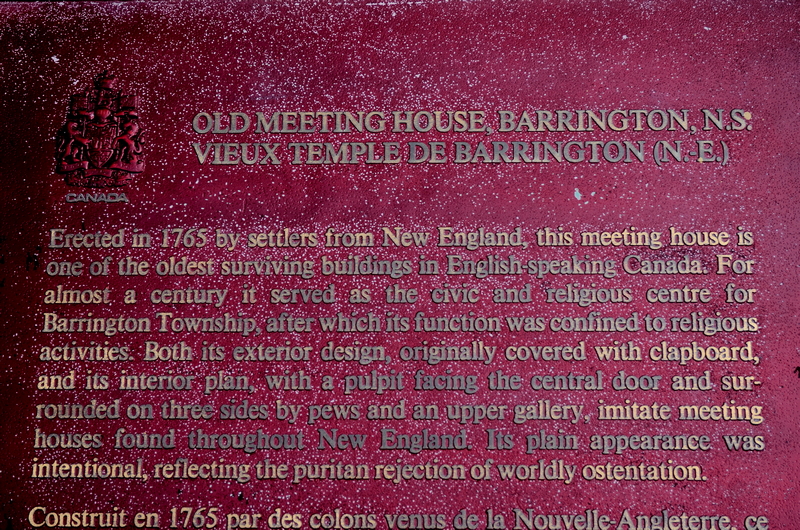 CANADA
OLD MEETING HOUSE, BARRINGTON, N.S.
VIEUX TEMPLE DE BARRINGTON (N.-E.)
Erected in 1765 by settlers from New England, this meeting house is
one of the oldest surviving buildings in English-speaking Canada. For
almost a century it served as the civic and religious centre for
Barrington Township, after which its function was confined to religious
activities. Both its exterior design, originally covered with clapboard,
and its interior plan, with a pulpit facing the central door and sur-
rounded on three sides by pews and an upper gallery, imitate meeting
houses found throughout New England. Its plain appearance was
intentional, reflecting the puritan rejection of worldly ostentation.
Construit en 1765 par des colons venus de la Nouvelle-Angleterre, ce